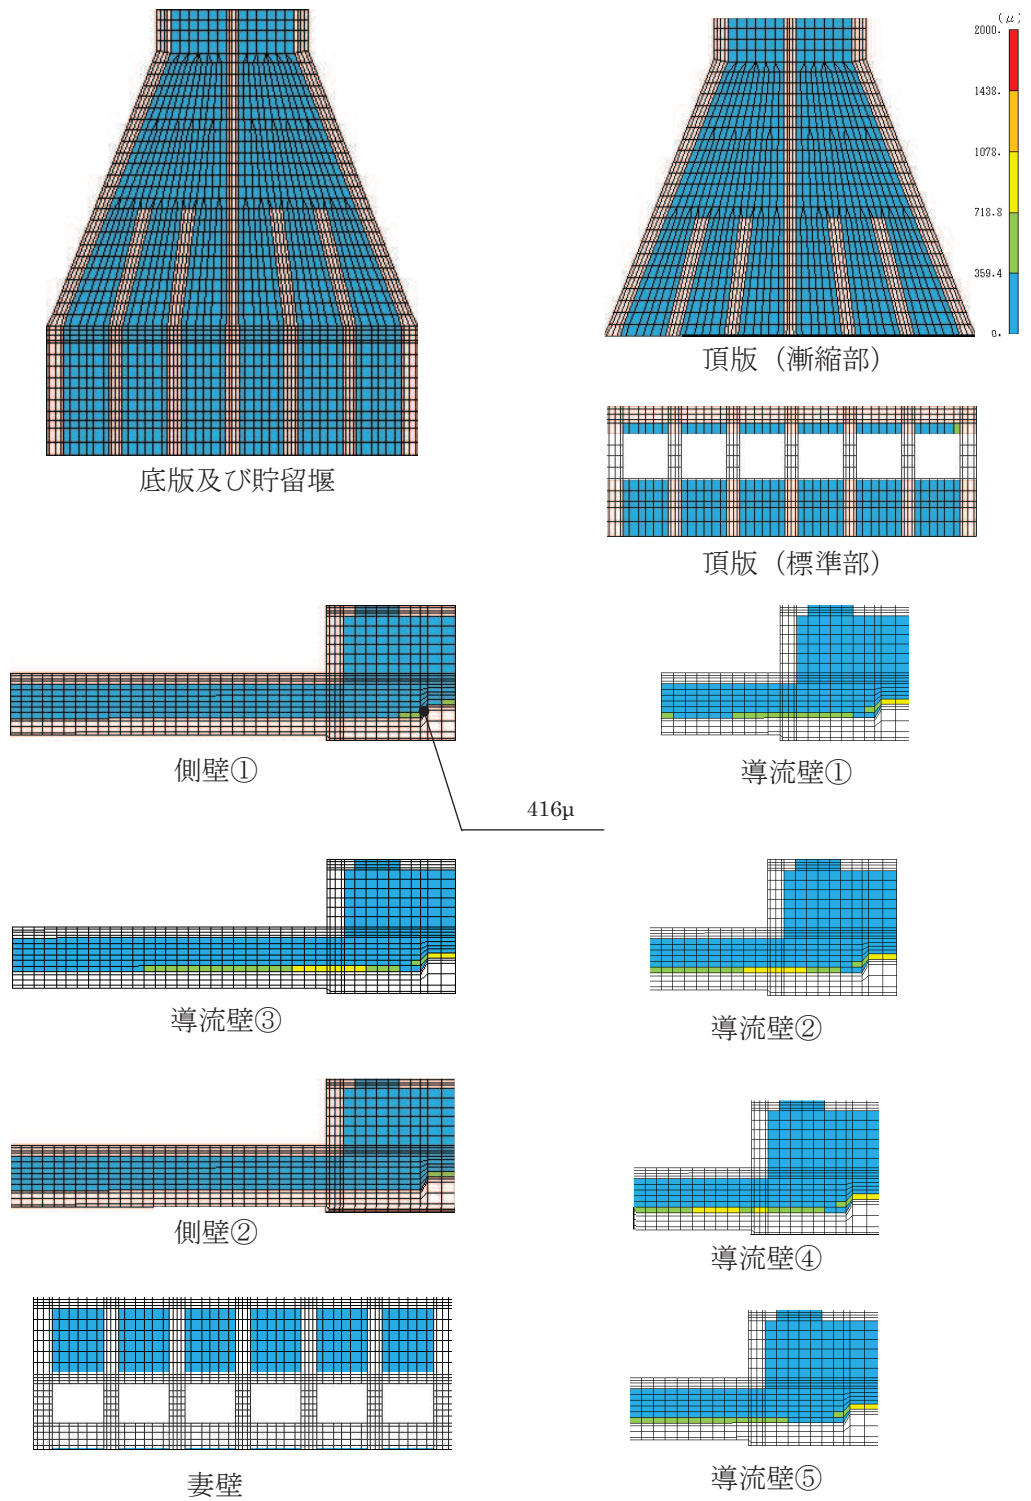 (μ)
2000.
1438.
1078.
718.8
359.4
0.
頂版（漸縮部）
底版及び貯留堰
頂版（標準部）
側壁①
導流壁①
416μ
導流壁③
導流壁②
側壁②
導流壁④
妻壁
導流壁⑤